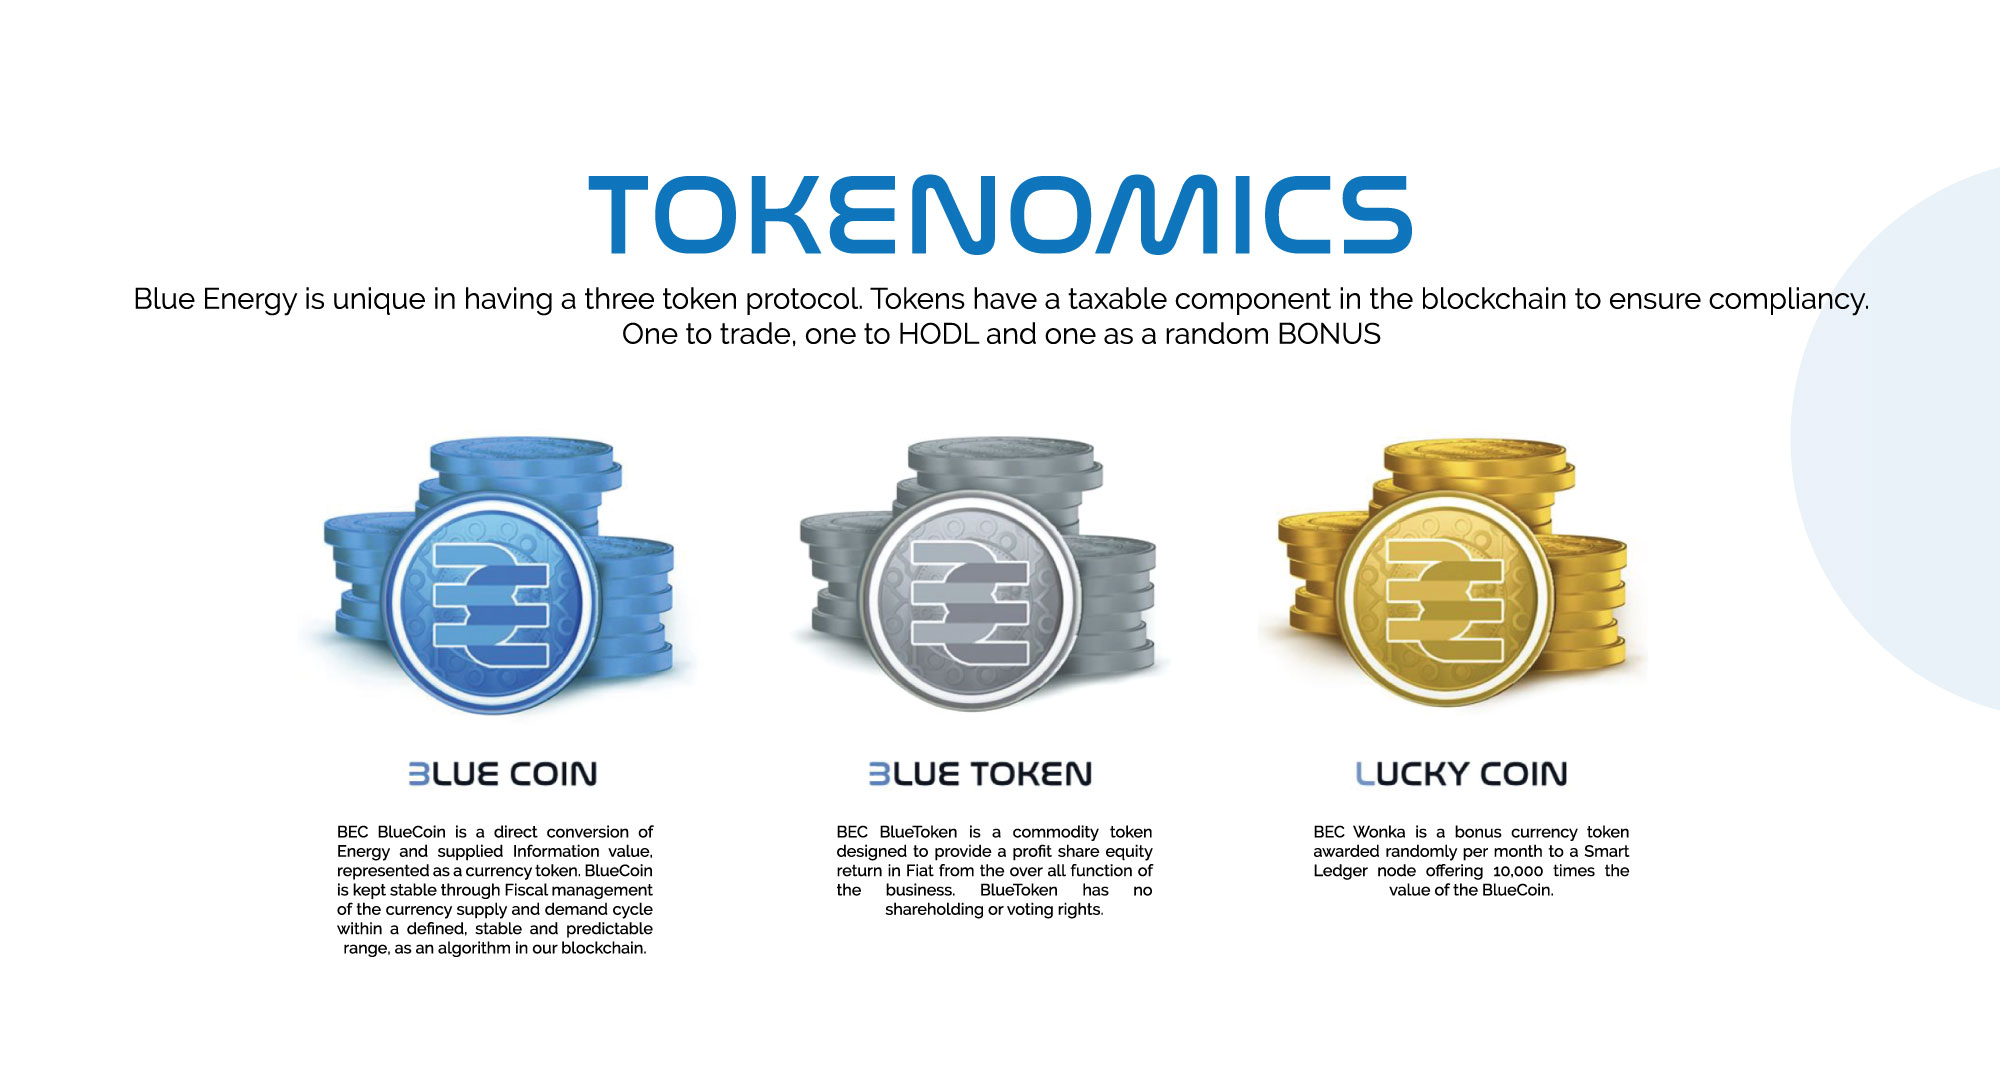 TOKENOMICS
Blue Energy is unique in having a three token protocol. Tokens have a taxable component in the blockchain to ensure compliancy.
One to trade, one to HODL and one as a random BONUS
BLUE COIN
BEC BlueCoin is a direct conversion of
Energy and supplied Information value,
represented as a currency token. BlueCoin
is kept stable through Fiscal management
of the currency supply and demand cycle
within a defined, stable and predictable
range, as an algorithm in our blockchain.
BLUE TOKEN
BEC BlueToken is a commodity token
designed to provide a profit share equity
return in Fiat from the over all function of
the business. BlueToken has no
shareholding or voting rights.
LUCKY COIN
BEC Wonka is a bonus currency token
awarded randomly per month to a Smart
Ledger node offering 10,000 times the
value of the BlueCoin.